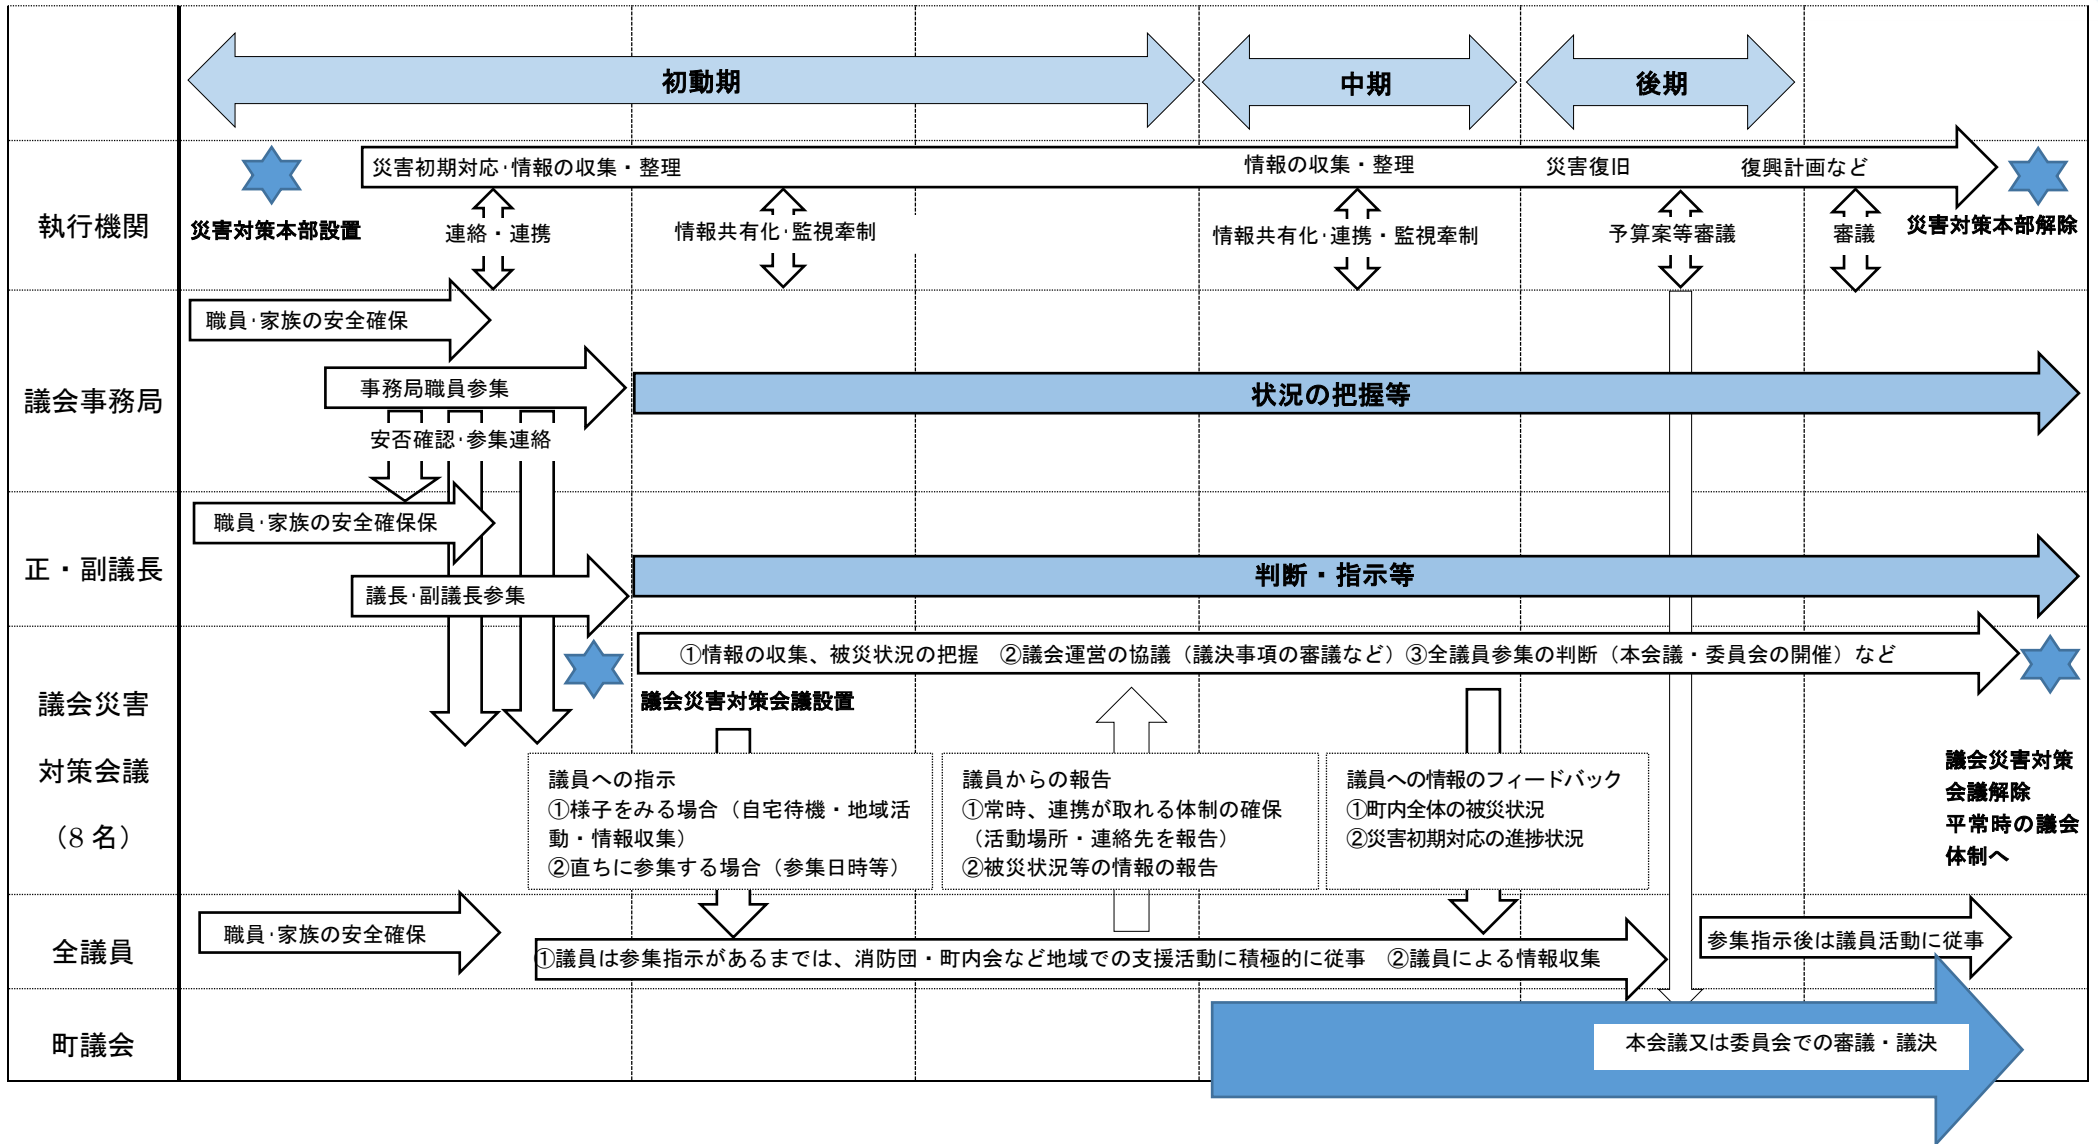 初動期
中期
後期
執行機関
災害対策本部設置
災害初期対応·情報の収集・整理
情報の収集・整理
災害復旧
復興計画など
連絡・連携
情報共有化·監視牽制
情報共有化·連携・監視牽制
予算案等審議
審議
災害対策本部解除
議会事務局
職員·家族の安全確保
事務局職員参集
状況の把握等
安否確認·参集連絡
正・副議長
職員·家族の安全確保保
議長·副議長参集
判断・指示等
議会災害
対策会議
（8 名）
①情報の収集、被災状況の把握　②議会運営の協議（議決事項の審議など）③全議員参集の判断（本会議・委員会の開催）など
議会災害対策会議設置
議員への指示
①様子をみる場合（自宅待機・地域活
動・情報収集）
②直ちに参集する場合（参集日時等）
議員からの報告
①常時、連携が取れる体制の確保
（活動場所・連絡先を報告）
②被災状況等の情報の報告
議員への情報のフィードバック
①町内全体の被災状況
②災害初期対応の進捗状況
議会災害対策
会議解除
平常時の議会
体制へ
全議員
職員·家族の安全確保
①議員は参集指示があるまでは、消防団・町内会など地域での支援活動に積極的に従事　②議員による情報収集
参集指示後は議員活動に従事
町議会
本会議又は委員会での審議・議決